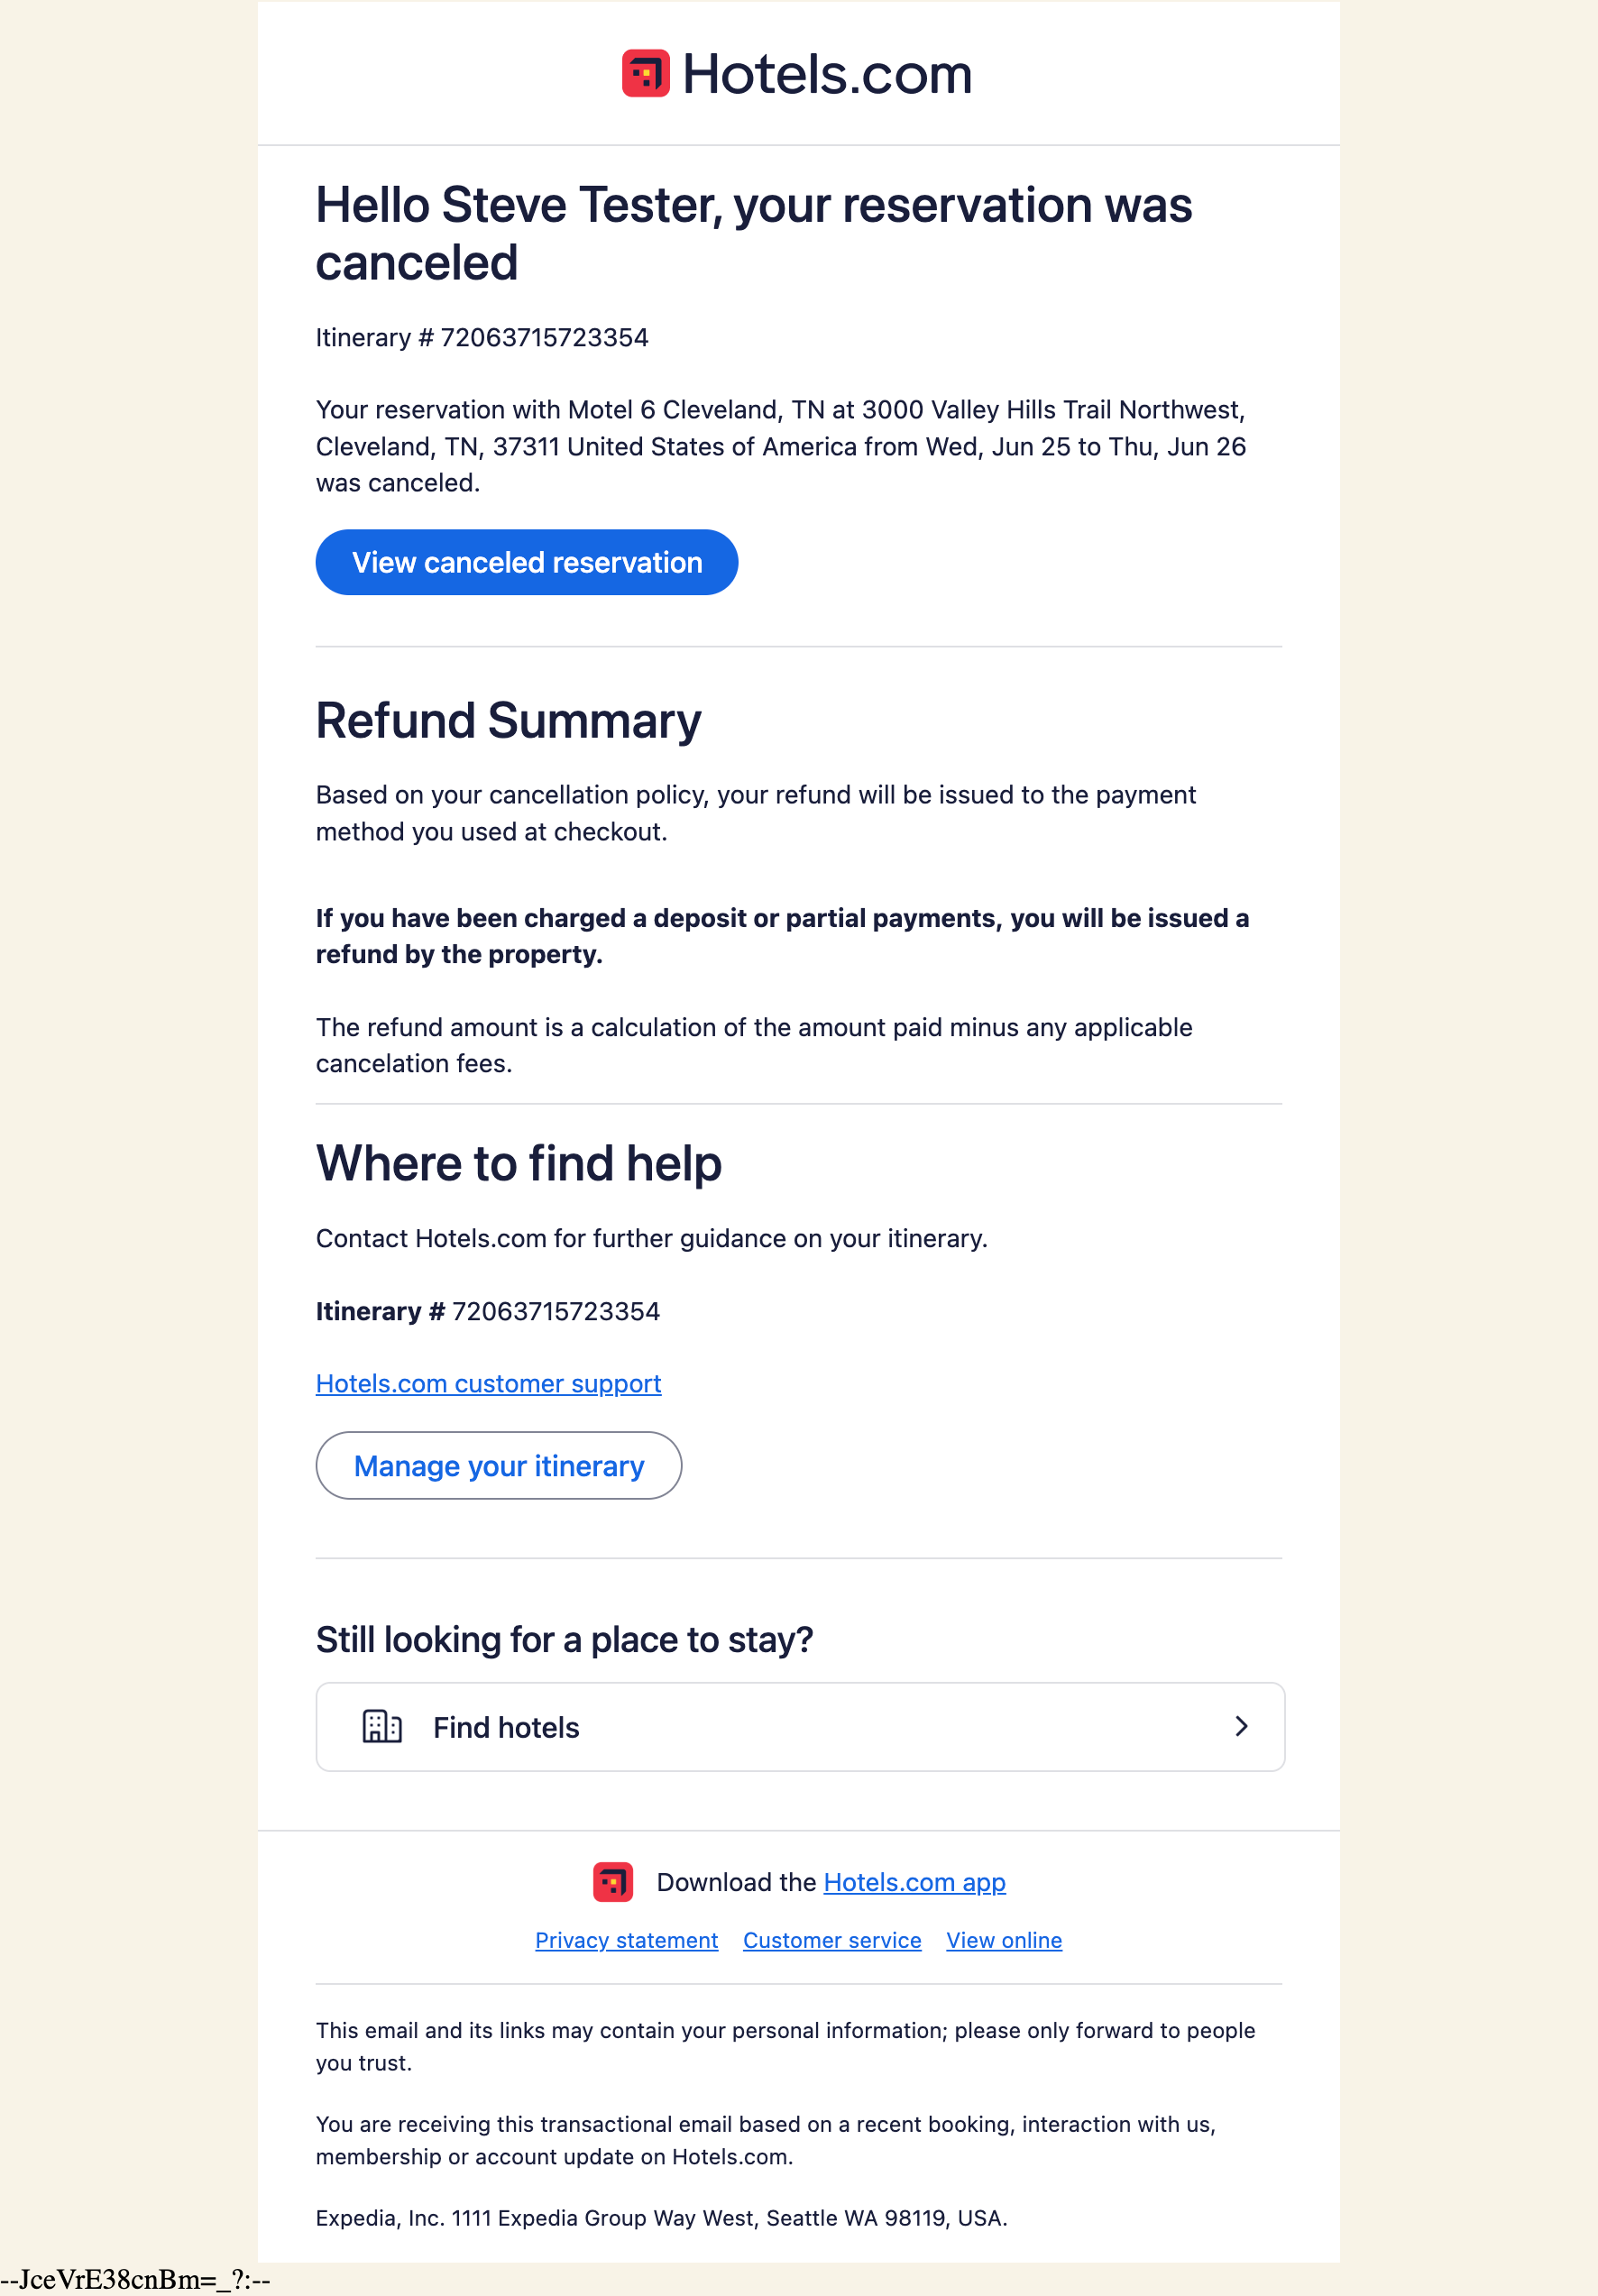 Hotels.com
Hello Steve Tester, your reservation was
canceled
Itinerary # 72063715723354
Your reservation with Motel 6 Cleveland, TN at 3000 Valley Hills Trail Northwest,
Cleveland, TN, 37311 United States of America from Wed, Jun 25 to Thu, Jun 26
was canceled.
View canceled reservation
Refund Summary
Based on your cancellation policy, your refund will be issued to the payment
method you used at checkout.
If you have been charged a deposit or partial payments, you will be issued a
refund by the property.
The refund amount is a calculation of the amount paid minus any applicable
cancelation fees.
Where to find help
Contact Hotels.com for further guidance on your itinerary.
Itinerary # 72063715723354
Hotels.com customer support
Manage your itinerary
Still looking for a place to stay?
Find hotels
Download the Hotels.com app
Privacy statement Customer service View online
This email and its links may contain your personal information; please only forward to people
you trust.
You are receiving this transactional email based on a recent booking, interaction with us,
membership or account update on Hotels.com.
Expedia, Inc. 1111 Expedia Group Way West, Seattle WA 98119, USA.
--JceVrE38cnBm=_?:--